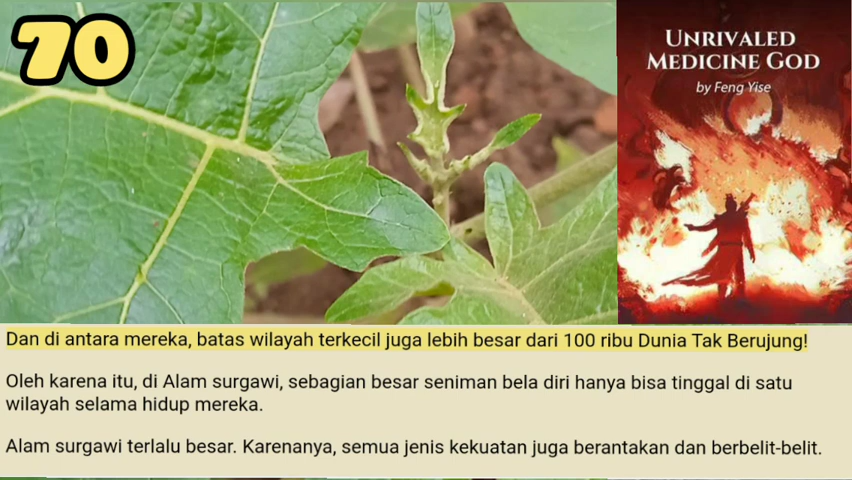 70
UNRIVALED
MEDICINE GOD
by Feng Yise
Dan di antara mereka, batas wilayah terkecil juga lebih besar dari 100 ribu Dunia Tak Berujung!
Oleh karena itu, di Alam surgawi, sebagian besar seniman bela diri hanya bisa tinggal di satu
wilayah selama hidup mereka.
Alam surgawi terlalu besar. Karenanya, semua jenis kekuatan juga berantakan dan berbelit-belit.